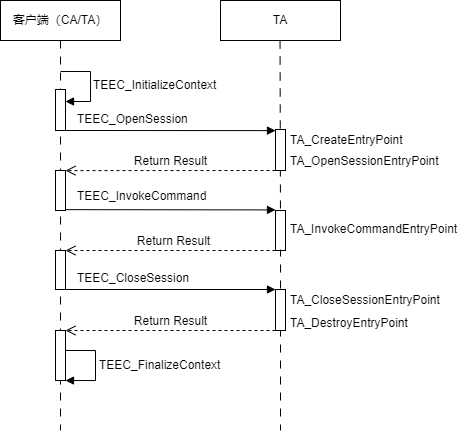 客户端（CA/TA）
TA
TEEC_InitializeContext
TEEC_OpenSession
TA_CreateEntryPoint
Return Result
TA_OpenSessionEntryPoint
TEEC_InvokeCommand
TA_InvokeCommandEntryPoint
Return Result
TEEC_CloseSession
TA_CloseSessionEntryPoint
Return Result
TA_DestroyEntryPoint
TEEC_FinalizeContext